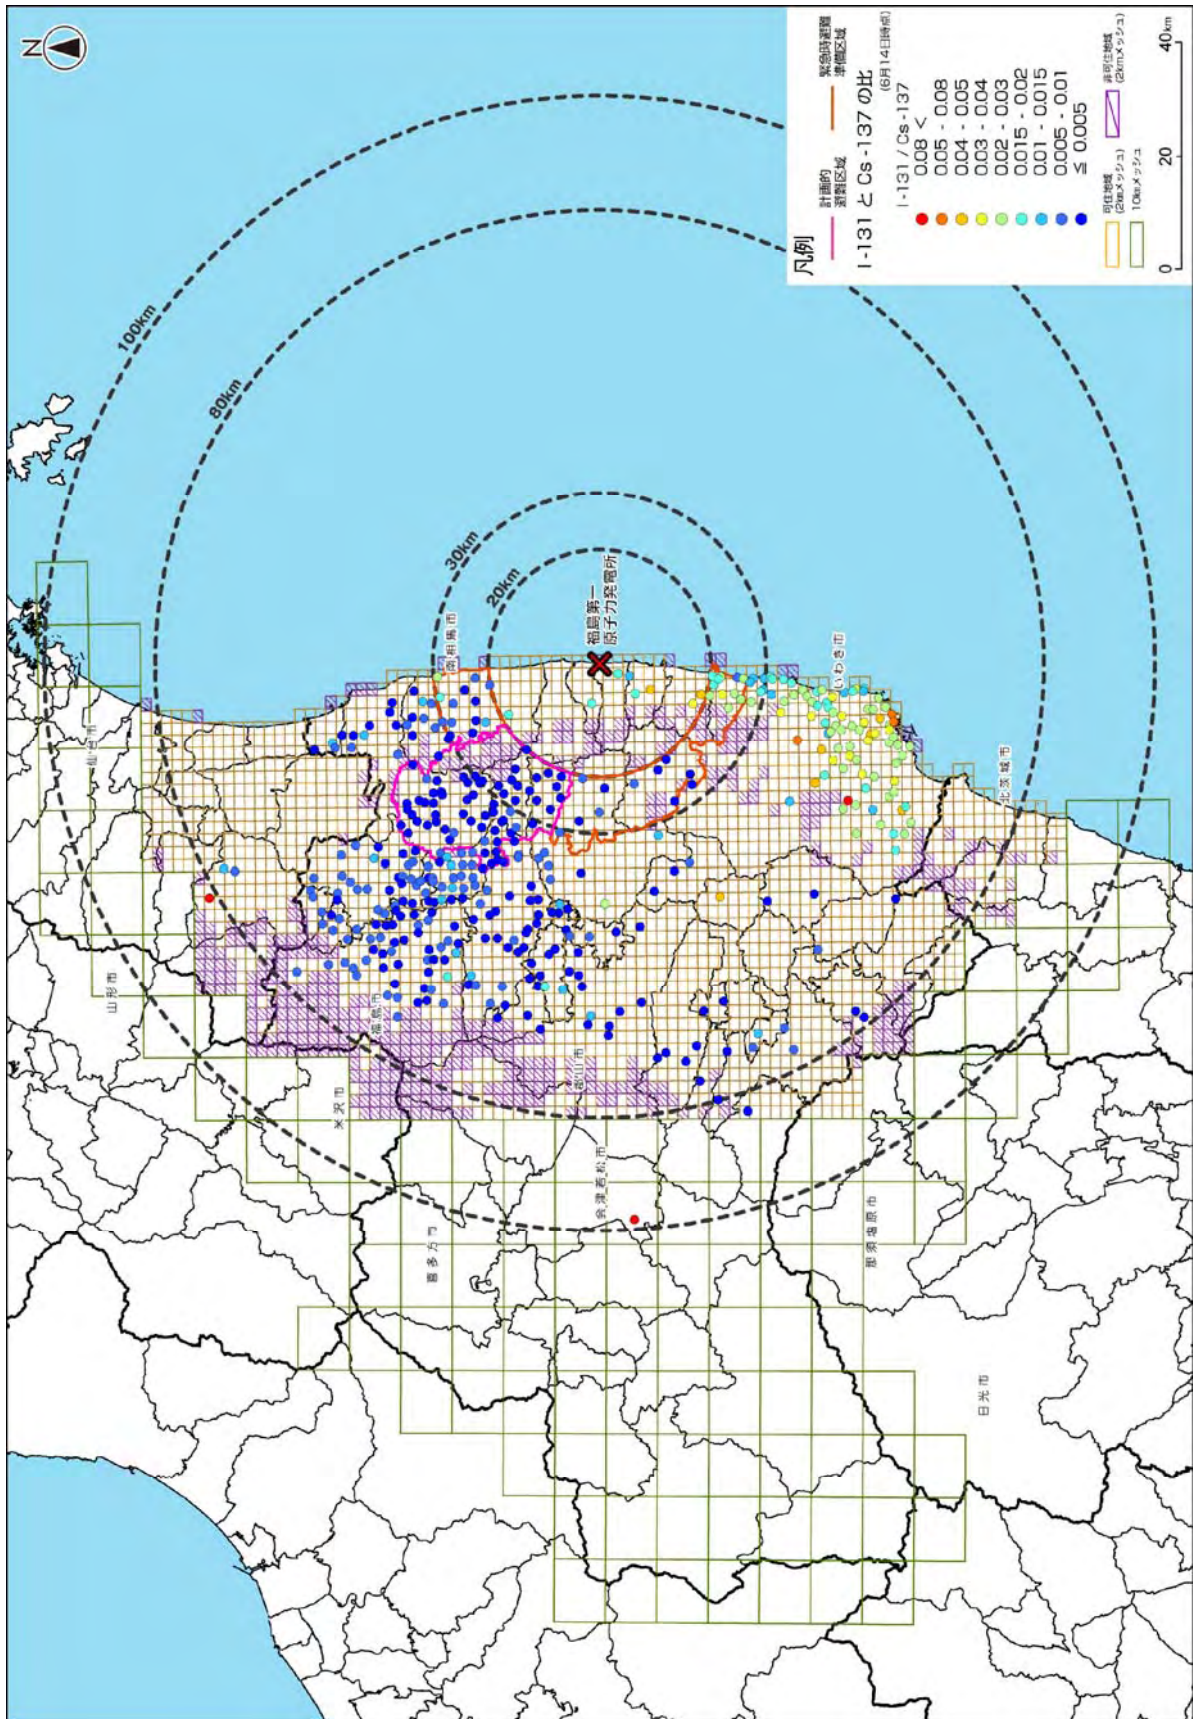 N
100km
80km
30km
20km
福島第一
原子力発電所
仙台市
山形市
南相馬市
福島市
米沢市
郡山市
いわき市
会津若松市
喜多方市
北茨城市
那須塩原市
日光市
凡例
計画的
避難区域
緊急時避難
準備区域
I-131 と Cs-137 の比
(6月14日時点)
I-131 / Cs-137
0.08 <
0.05 - 0.08
0.04 - 0.05
0.03 - 0.04
0.02 - 0.03
0.015 - 0.02
0.01 - 0.015
0.005 - 0.01
≤ 0.005
可住地域
(2kmメッシュ)
非可住地域
(2kmメッシュ)
10kmメッシュ
0 20 40km